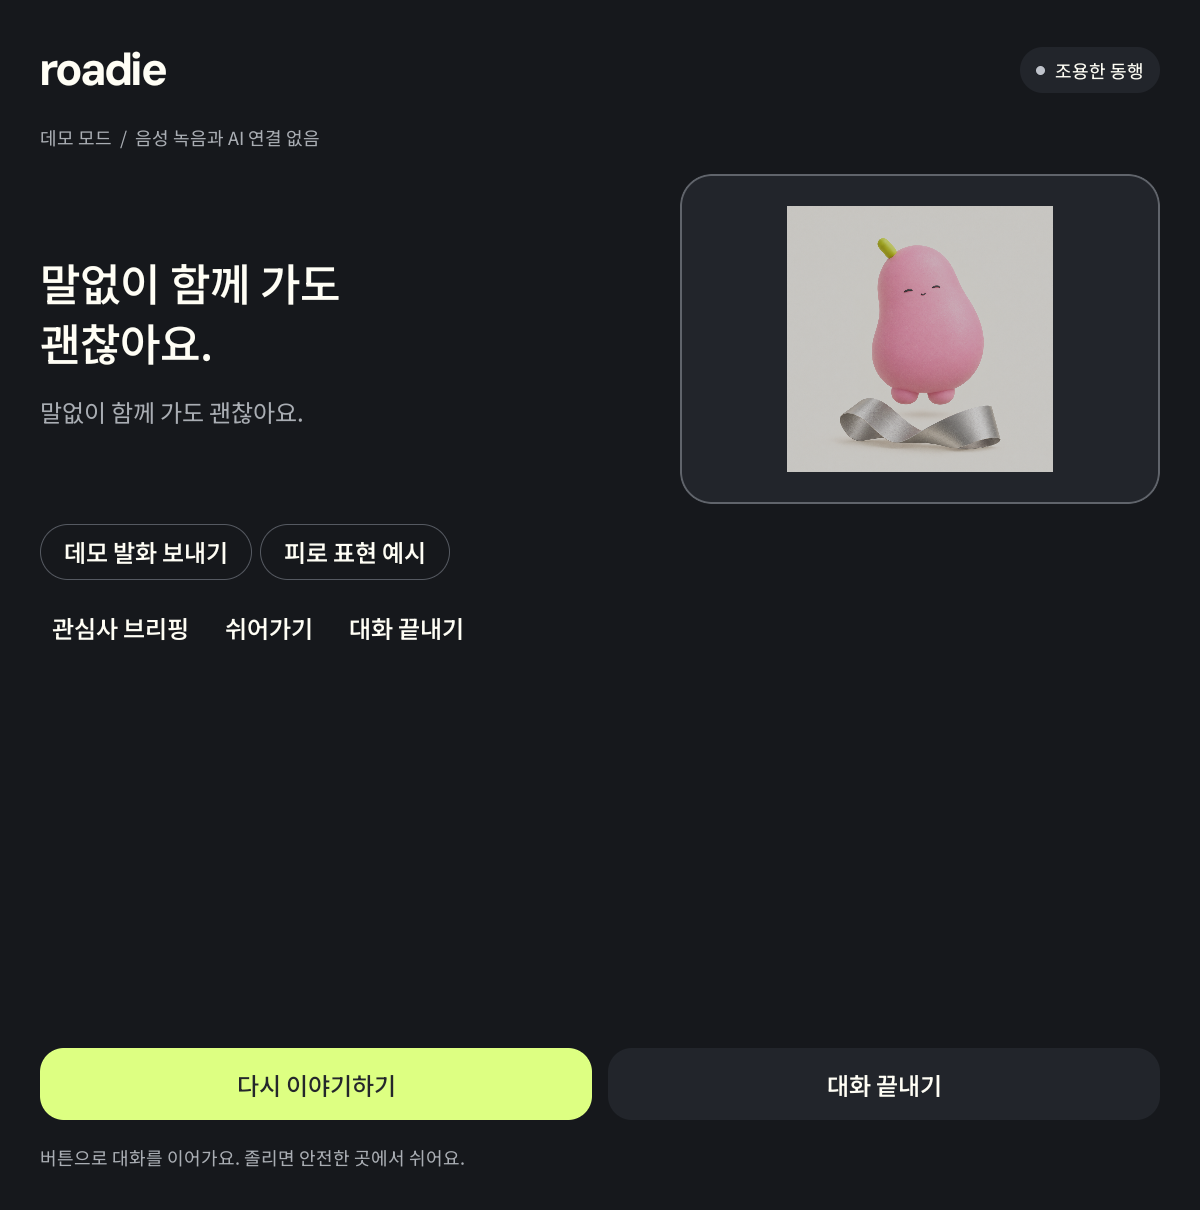 roadie
조용한 동행
데모 모드 / 음성 녹음과 AI 연결 없음
말없이 함께 가도
괜찮아요.
말없이 함께 가도 괜찮아요.
데모 발화 보내기 피로 표현 예시
관심사 브리핑 쉬어가기 대화 끝내기
다시 이야기하기 대화 끝내기
버튼으로 대화를 이어가요. 졸리면 안전한 곳에서 쉬어요.